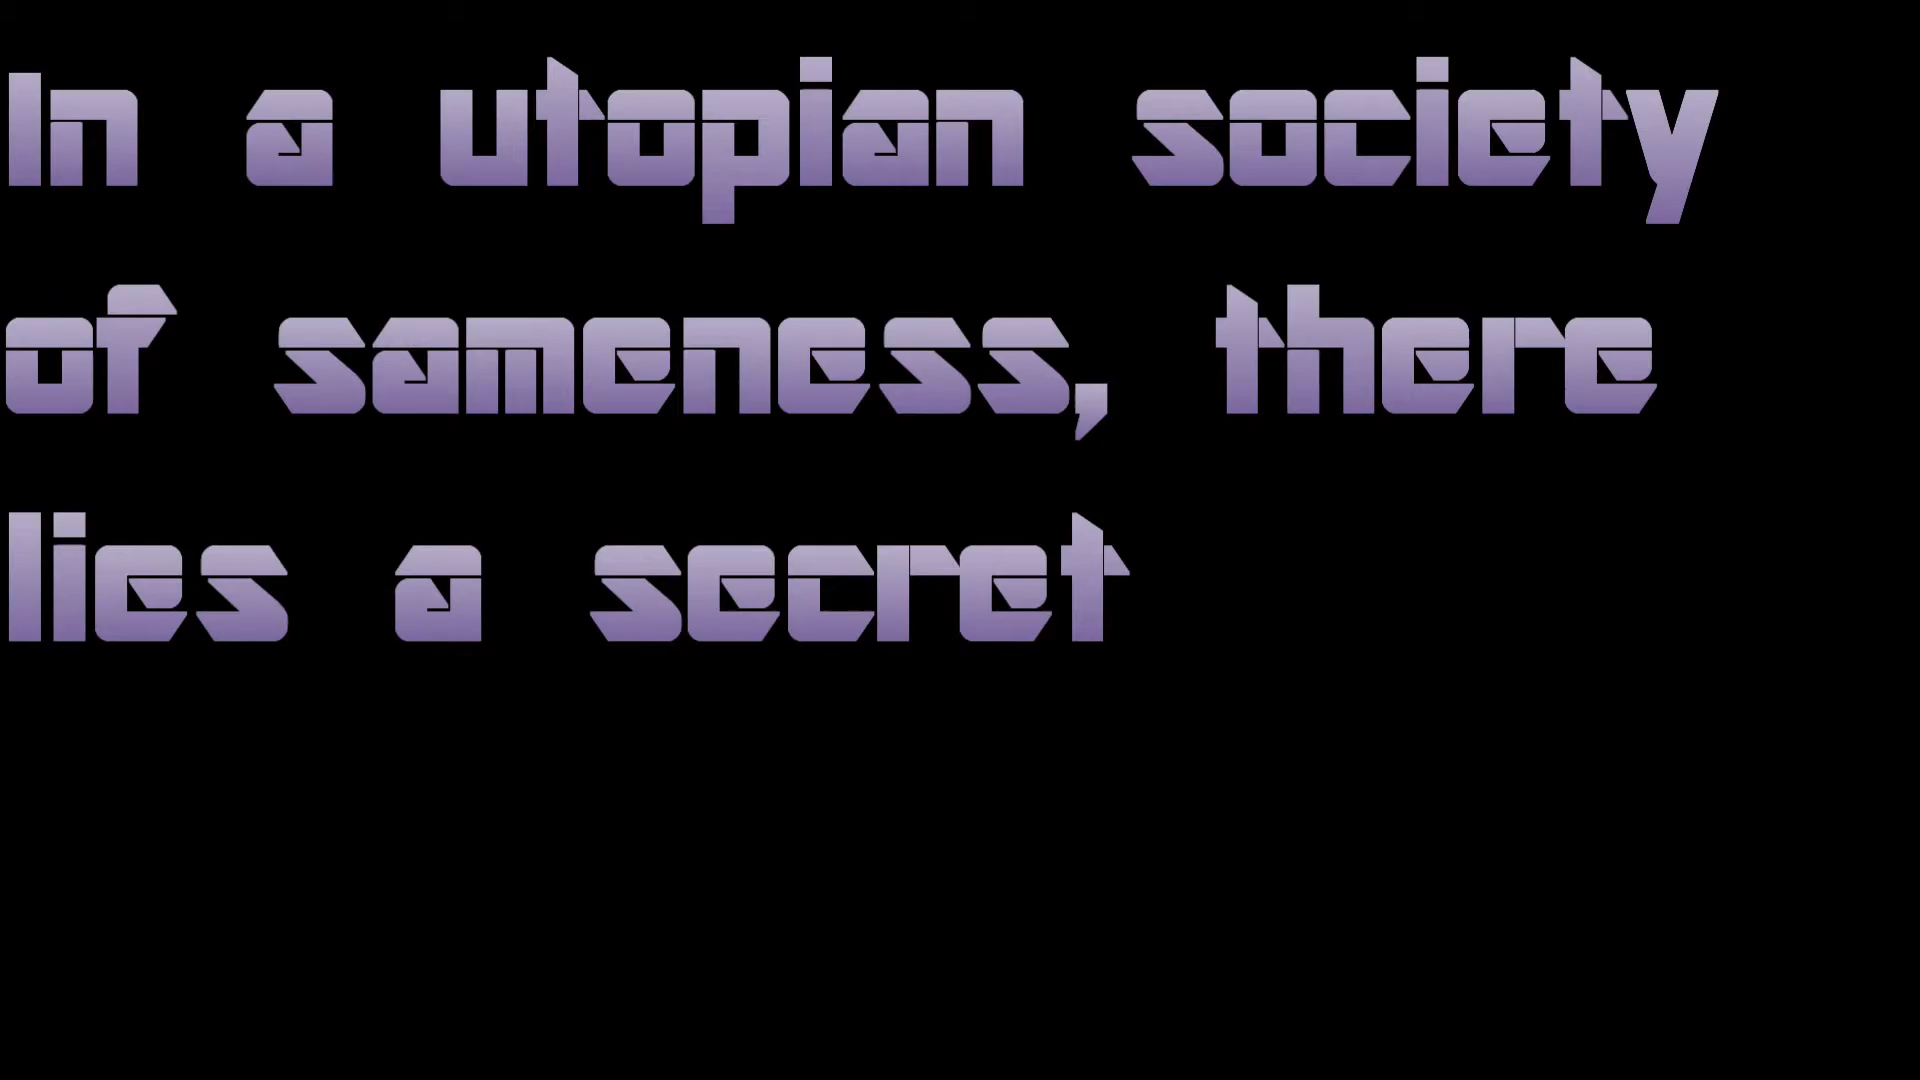 In a utopian society
of sameness, there
lies a secret